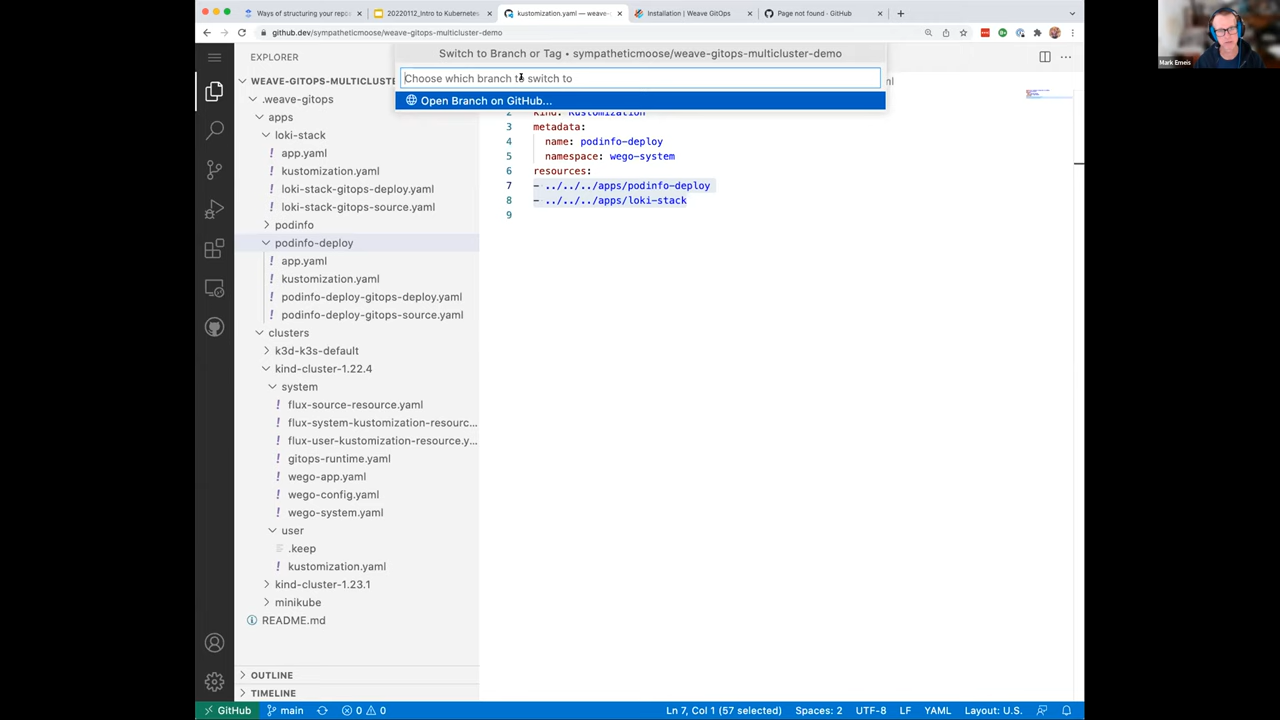 Ways of structuring your repo
20220112_Intro to Kubernetes
kustomization.yaml — weave-
Installation | Weave GitOps
Page not found · GitHub
github.dev/sympatheticmoose/weave-gitops-multicluster-demo
Mark Emeis
EXPLORER
Switch to Branch or Tag • sympatheticmoose/weave-gitops-multicluster-demo
Choose which branch to switch to
Open Branch on GitHub...
WEAVE-GITOPS-MULTICLUSTE
.weave-gitops
apps
loki-stack
app.yaml
kustomization.yaml
loki-stack-gitops-deploy.yaml
loki-stack-gitops-source.yaml
podinfo
podinfo-deploy
app.yaml
kustomization.yaml
podinfo-deploy-gitops-deploy.yaml
podinfo-deploy-gitops-source.yaml
clusters
k3d-k3s-default
kind-cluster-1.22.4
system
flux-source-resource.yaml
flux-system-kustomization-resourc...
flux-user-kustomization-resource.y...
gitops-runtime.yaml
wego-app.yaml
wego-config.yaml
wego-system.yaml
user
.keep
kustomization.yaml
kind-cluster-1.23.1
minikube
README.md
OUTLINE
TIMELINE
2 kind: Kustomization
3 metadata:
4 name: podinfo-deploy
5 namespace: wego-system
6 resources:
7 - ../../../apps/podinfo-deploy
8 - ../../../apps/loki-stack
9
GitHub main 0 0 Ln 7, Col 1 (57 selected) Spaces: 2 UTF-8 LF YAML Layout: U.S.